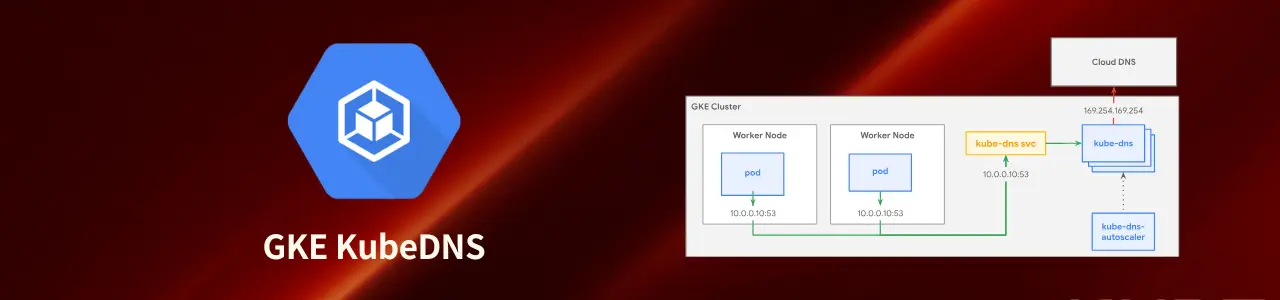 GKE KubeDNS
Cloud DNS
169.254.169.254
GKE Cluster
Worker Node
pod
10.0.0.10:53
Worker Node
pod
10.0.0.10:53
kube-dns svc
10.0.0.10:53
kube-dns
kube-dns-
autoscaler